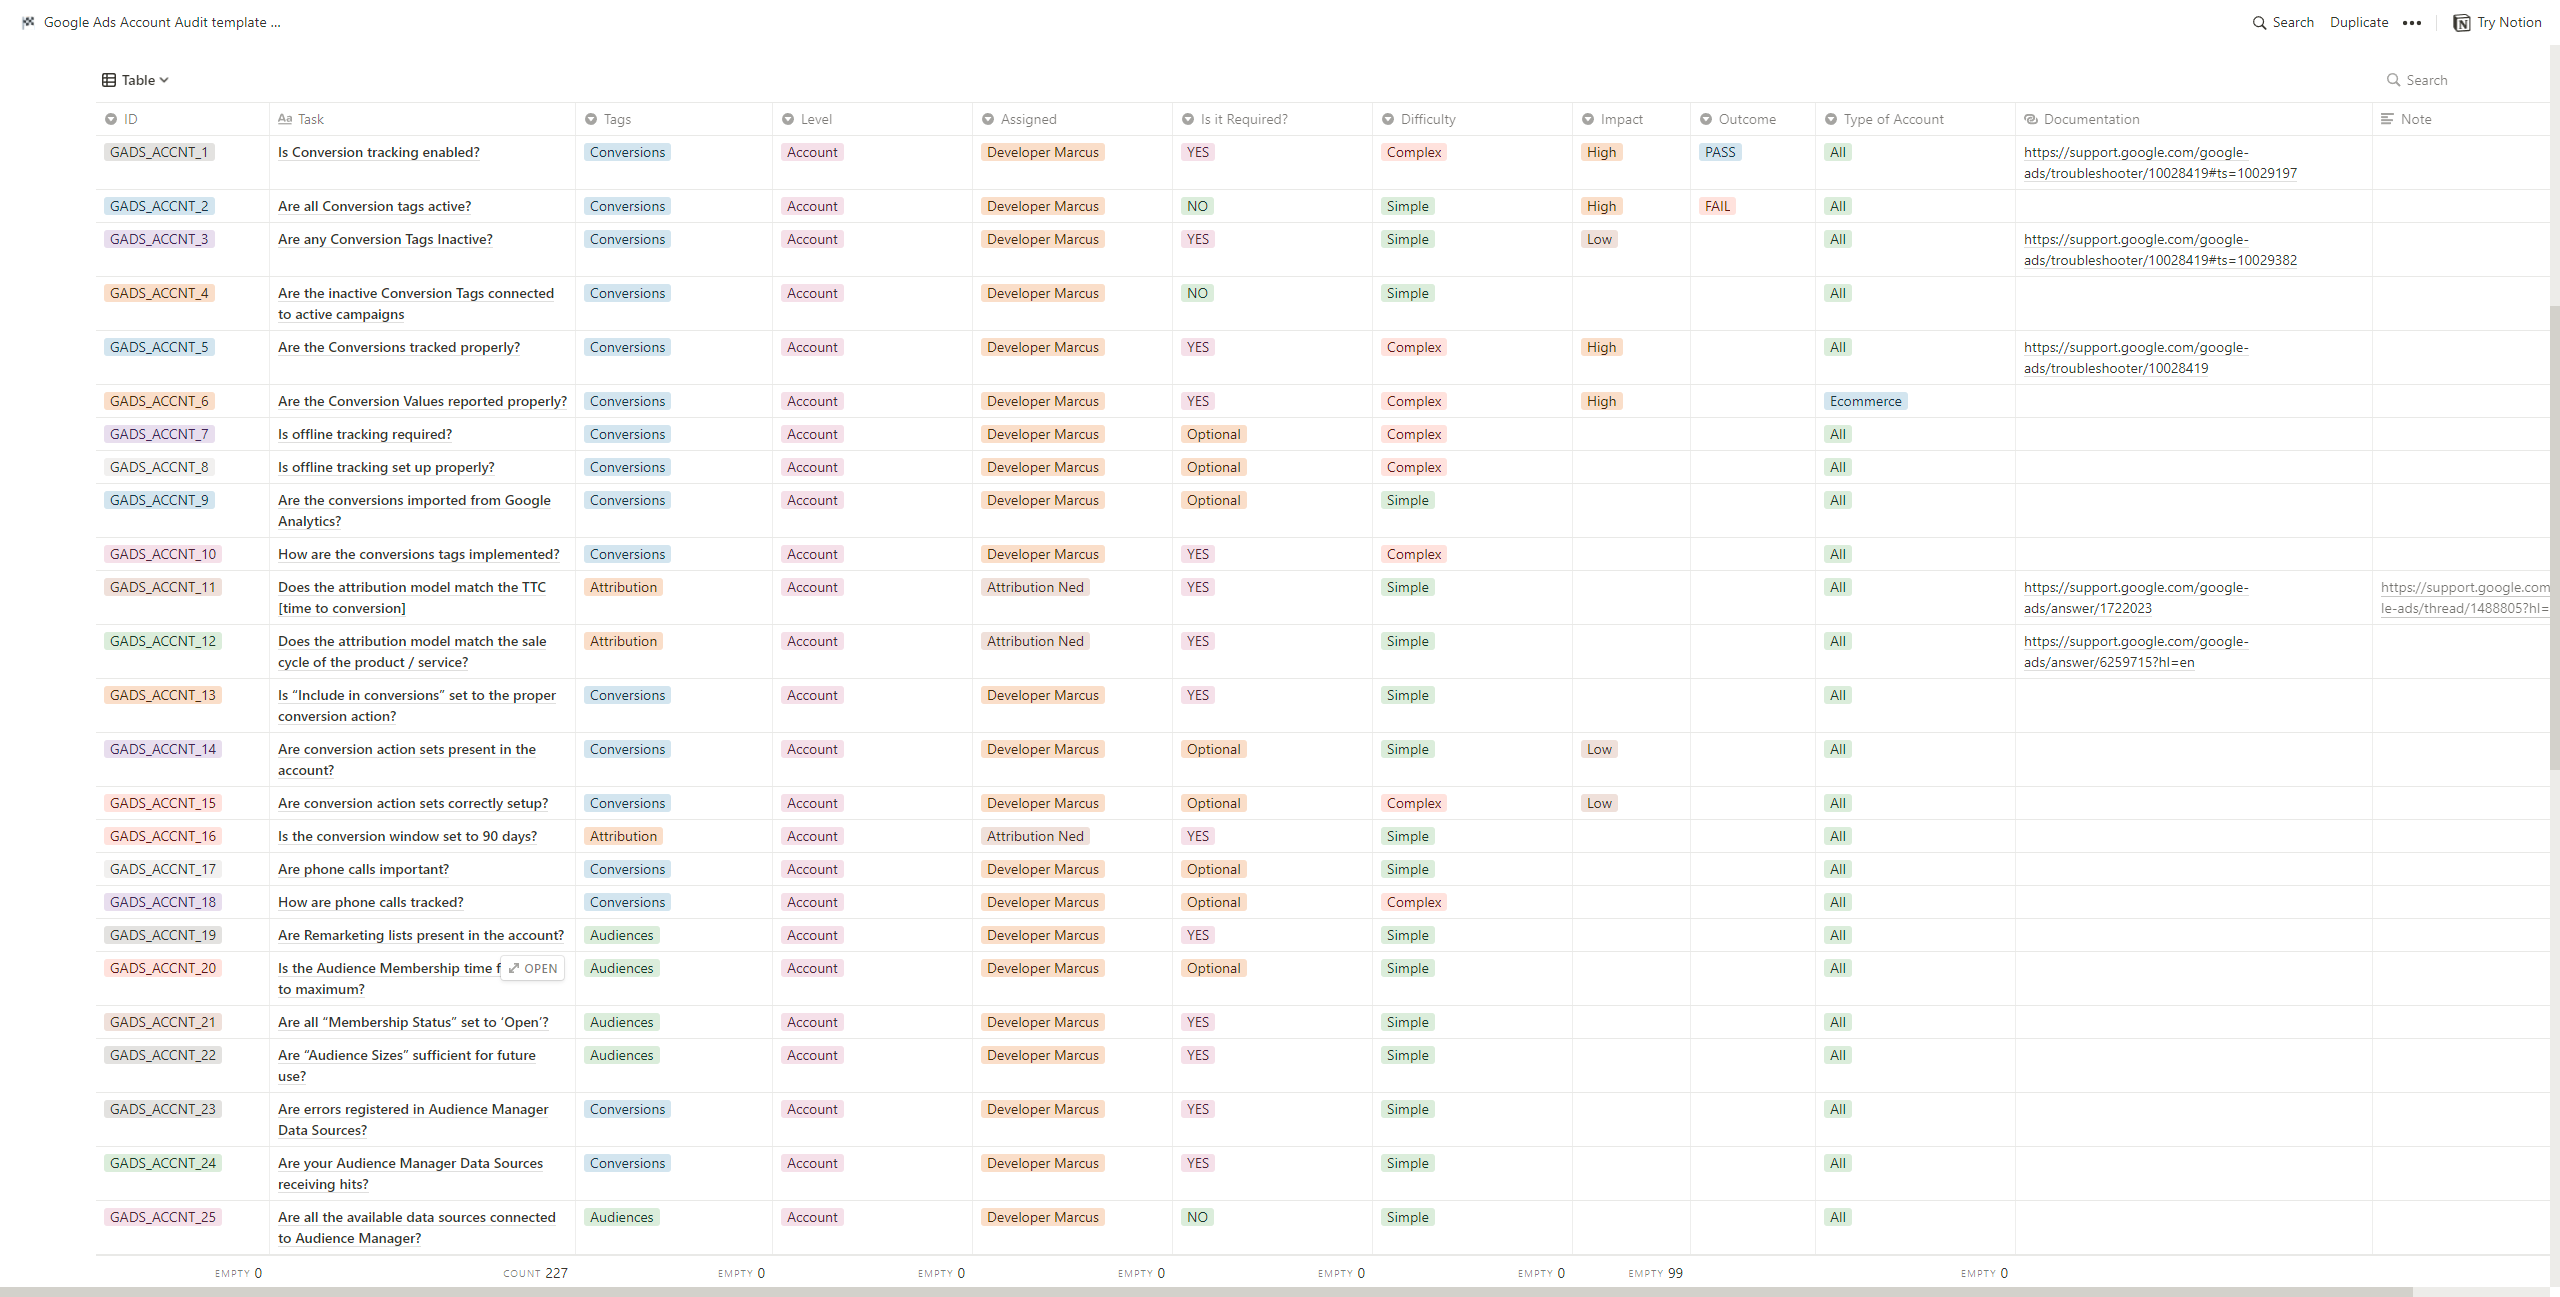 Google Ads Account Audit template ...
Search Duplicate ••• Try Notion
Table
Search
ID Task Tags Level Assigned Is it Required? Difficulty Impact Outcome Type of Account Documentation Note
GADS_ACCNT_1 Is Conversion tracking enabled? Conversions Account Developer Marcus YES Complex High PASS All https://support.google.com/google-
ads/troubleshooter/10028419#ts=10029197
GADS_ACCNT_2 Are all Conversion tags active? Conversions Account Developer Marcus NO Simple High FAIL All
GADS_ACCNT_3 Are any Conversion Tags Inactive? Conversions Account Developer Marcus YES Simple Low All https://support.google.com/google-
ads/troubleshooter/10028419#ts=10029382
GADS_ACCNT_4 Are the inactive Conversion Tags connected Conversions Account Developer Marcus NO Simple All
to active campaigns
GADS_ACCNT_5 Are the Conversions tracked properly? Conversions Account Developer Marcus YES Complex High All https://support.google.com/google-
ads/troubleshooter/10028419
GADS_ACCNT_6 Are the Conversion Values reported properly? Conversions Account Developer Marcus YES Complex High Ecommerce
GADS_ACCNT_7 Is offline tracking required? Conversions Account Developer Marcus Optional Complex All
GADS_ACCNT_8 Is offline tracking set up properly? Conversions Account Developer Marcus Optional Complex All
GADS_ACCNT_9 Are the conversions imported from Google Conversions Account Developer Marcus Optional Simple All
Analytics?
GADS_ACCNT_10 How are the conversions tags implemented? Conversions Account Developer Marcus YES Complex All
GADS_ACCNT_11 Does the attribution model match the TTC Attribution Account Attribution Ned YES Simple All https://support.google.com/google- https://support.google.com
[time to conversion] ads/answer/1722023 le-ads/thread/1488805?hl=
GADS_ACCNT_12 Does the attribution model match the sale Attribution Account Attribution Ned YES Simple All https://support.google.com/google-
cycle of the product / service? ads/answer/6259715?hl=en
GADS_ACCNT_13 Is “Include in conversions” set to the proper Conversions Account Developer Marcus YES Simple All
conversion action?
GADS_ACCNT_14 Are conversion action sets present in the Conversions Account Developer Marcus Optional Simple Low All
account?
GADS_ACCNT_15 Are conversion action sets correctly setup? Conversions Account Developer Marcus Optional Complex Low All
GADS_ACCNT_16 Is the conversion window set to 90 days? Attribution Account Attribution Ned YES Simple All
GADS_ACCNT_17 Are phone calls important? Conversions Account Developer Marcus Optional Simple All
GADS_ACCNT_18 How are phone calls tracked? Conversions Account Developer Marcus Optional Complex All
GADS_ACCNT_19 Are Remarketing lists present in the account? Audiences Account Developer Marcus YES Simple All
GADS_ACCNT_20 Is the Audience Membership time f OPEN Audiences Account Developer Marcus Optional Simple All
to maximum?
GADS_ACCNT_21 Are all “Membership Status” set to ‘Open’? Audiences Account Developer Marcus YES Simple All
GADS_ACCNT_22 Are “Audience Sizes” sufficient for future Audiences Account Developer Marcus YES Simple All
use?
GADS_ACCNT_23 Are errors registered in Audience Manager Conversions Account Developer Marcus YES Simple All
Data Sources?
GADS_ACCNT_24 Are your Audience Manager Data Sources Conversions Account Developer Marcus YES Simple All
receiving hits?
GADS_ACCNT_25 Are all the available data sources connected Audiences Account Developer Marcus NO Simple All
to Audience Manager?
EMPTY 0 COUNT 227 EMPTY 0 EMPTY 0 EMPTY 0 EMPTY 0 EMPTY 0 EMPTY 99 EMPTY 0